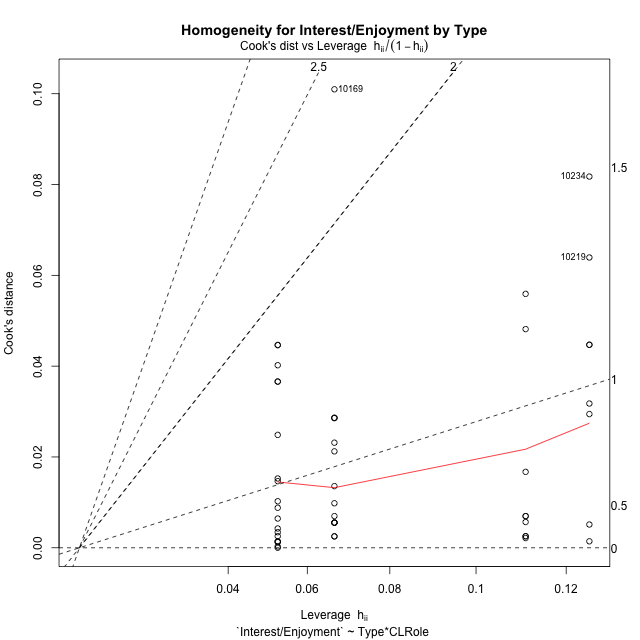 Homogeneity for Interest/Enjoyment by Type
Cook's dist vs Leverage hii/(1 − hii)
2.5
2
10169
1.5
10234
10219
1
0.5
0
0.10
0.08
0.06
0.04
0.02
0.00
Cook's distance
0.04 0.06 0.08 0.1 0.12
Leverage hii
`Interest/Enjoyment` ~ Type*CLRole